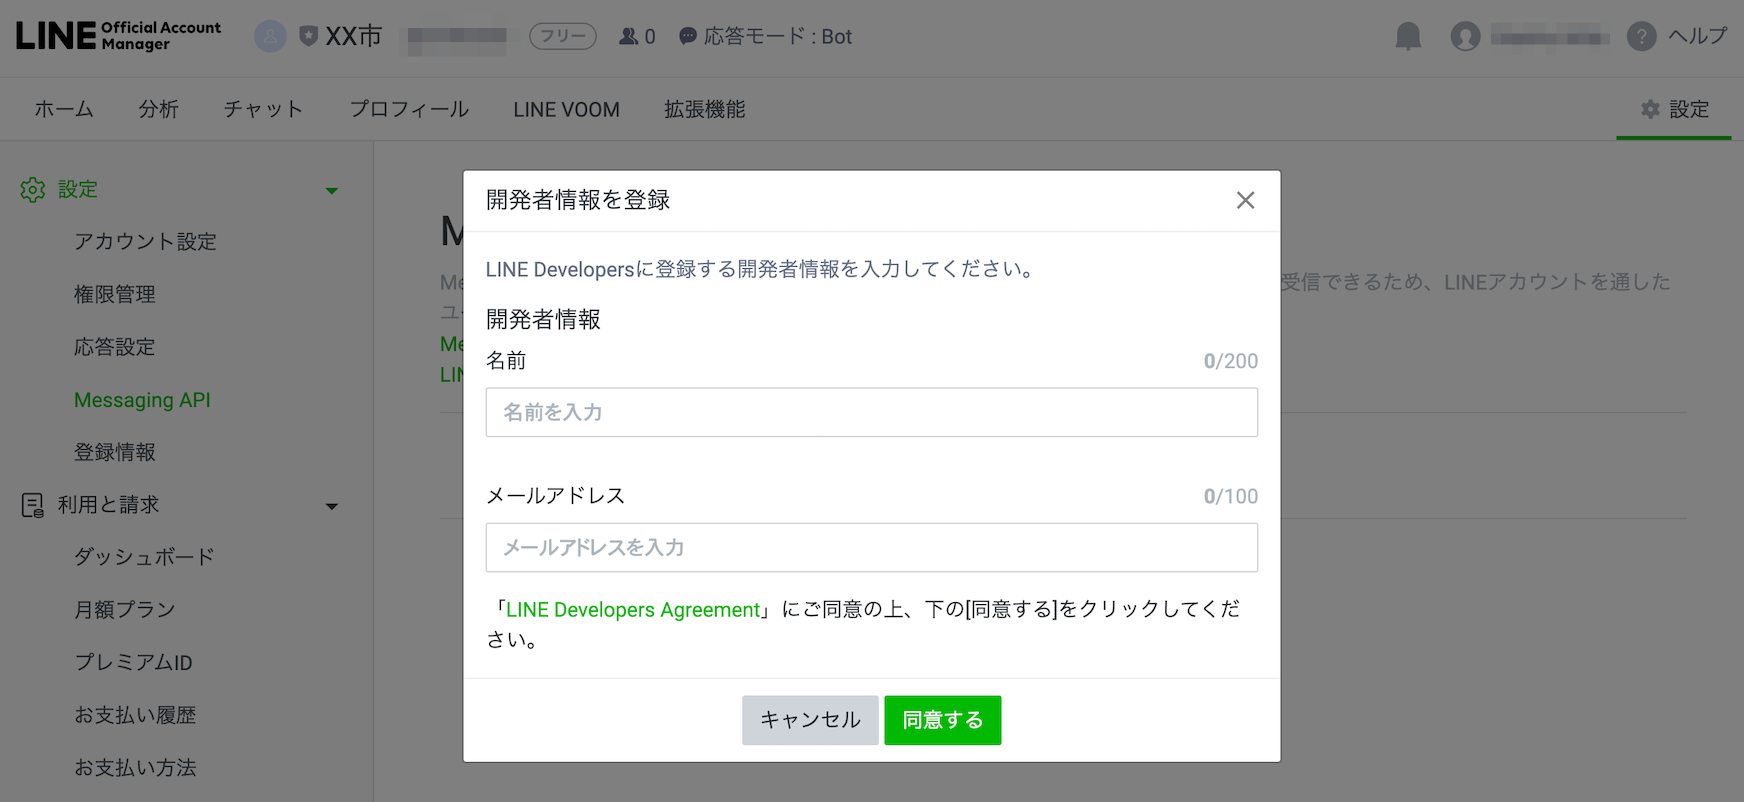 LINE Official Account Manager
XX市
フリー
0
応答モード : Bot
ヘルプ
ホーム
分析
チャット
プロフィール
LINE VOOM
拡張機能
設定
設定
アカウント設定
権限管理
応答設定
Messaging API
登録情報
利用と請求
ダッシュボード
月額プラン
プレミアムID
お支払い履歴
お支払い方法
受信できるため、LINEアカウントを通した
開発者情報を登録
LINE Developersに登録する開発者情報を入力してください。
開発者情報
名前
0/200
名前を入力
メールアドレス
0/100
メールアドレスを入力
「LINE Developers Agreement」にご同意の上、下の[同意する]をクリックしてくだ
さい。
キャンセル
同意する